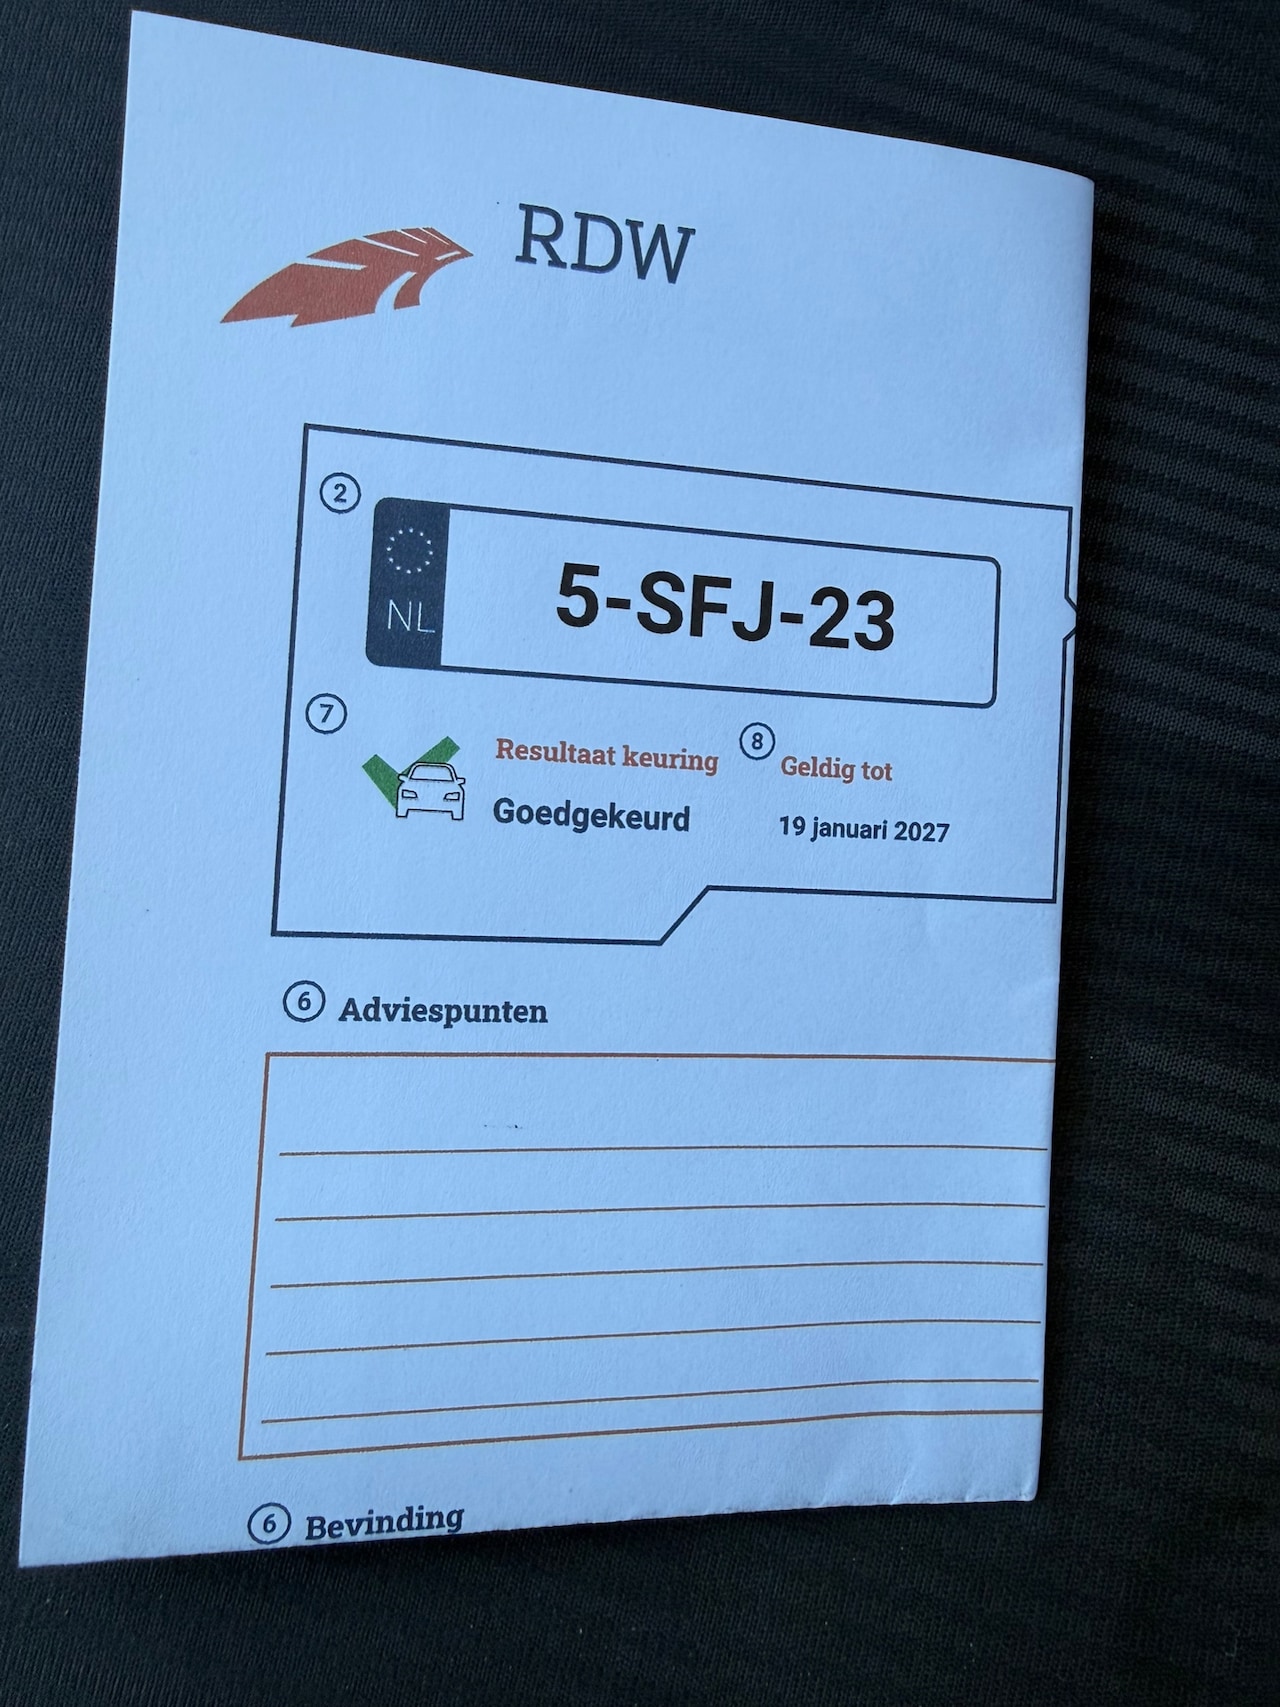 RDW
2
NL
5-SFJ-23
7
Resultaat keuring
8
Geldig tot
Goedgekeurd
19 januari 2027
6 Adviespunten
6 Bevinding